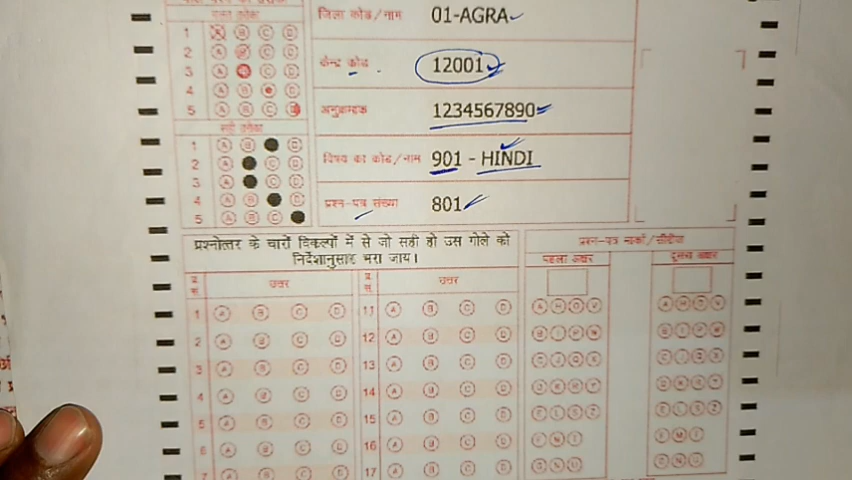 गलत तरीका
1 A B C D
2 A B C D
3 A C D
4 A B D
5 A B C D
सही तरीका
1 A B D
2 A C D
3 A C D
4 A B D
5 A B C
जिला कोड/नाम 01-AGRA
केन्द्र कोड 12001
अनुक्रमांक 1234567890
विषय का कोड/नाम 901 - HINDI
प्रश्न-पत्र संख्या 801
प्रश्नोत्तर के चारों विकल्पों में से जो सही हो उस गोले को
निर्देशानुसार भरा जाय।
प्र. सं. उत्तर
1 A B C D
2 A B C D
3 A B C D
4 A B C D
5 A B C D
6 A B C D
7 A B C D
प्र. सं. उत्तर
11 A B C D
12 A B C D
13 A B C D
14 A B C D
15 A B C D
16 A B C D
17 A B C D
प्रश्न-पत्र मार्का/सीरीज
पहला अक्षर
A H O V
B I P W
C J Q X
D K R Y
E L S Z
F M T
G N U
दूसरा अक्षर
A H O V
B I P W
C J Q X
D K R Y
E L S Z
F M T
G N U